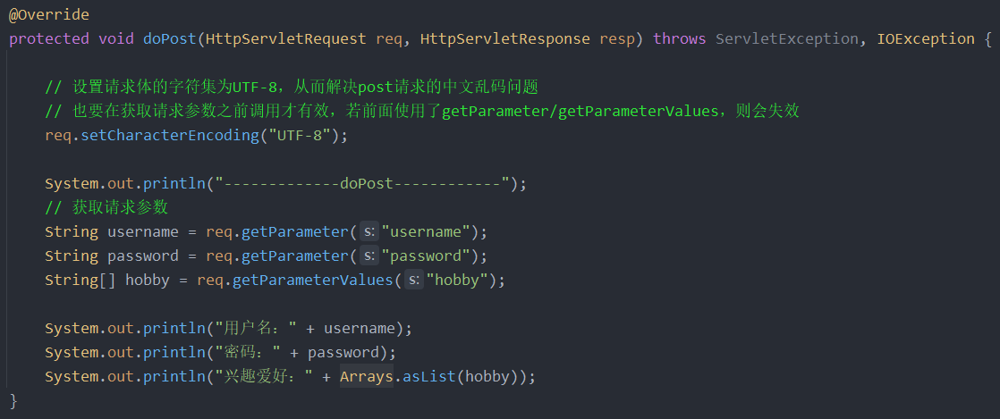 @Override
protected void doPost(HttpServletRequest req, HttpServletResponse resp) throws ServletException, IOException {
// 设置请求体的字符集为UTF-8，从而解决post请求的中文乱码问题
// 也要在获取请求参数之前调用才有效，若前面使用了getParameter/getParameterValues，则会失效
req.setCharacterEncoding("UTF-8");
System.out.println("-------------doPost------------");
// 获取请求参数
String username = req.getParameter( s: "username");
String password = req.getParameter( s: "password");
String[] hobby = req.getParameterValues( s: "hobby");
System.out.println("用户名：" + username);
System.out.println("密码：" + password);
System.out.println("兴趣爱好：" + Arrays.asList(hobby));
}